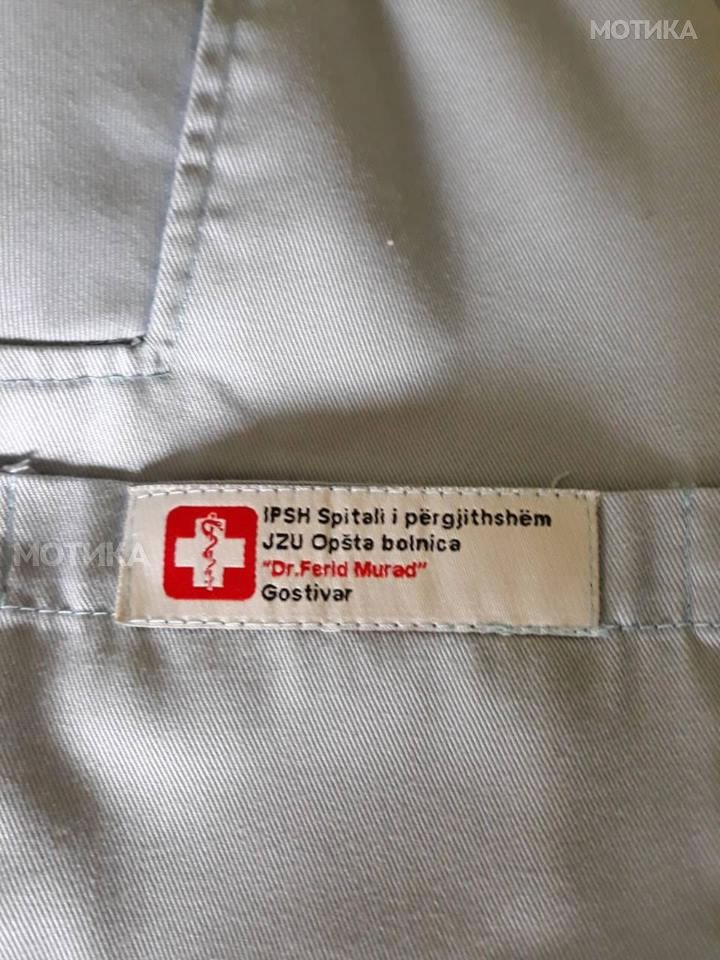 МОТИКА
IPSH Spitali i përgjithshëm
JZU Opšta bolnica
"Dr.Ferid Murad"
Gostivar
МОТИКА